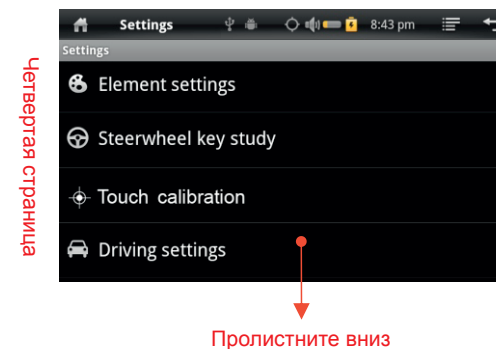 Settings 8:43 pm
Settings
Element settings
Steerwheel key study
Touch calibration
Driving settings
Четвертая страница
Пролистните вниз